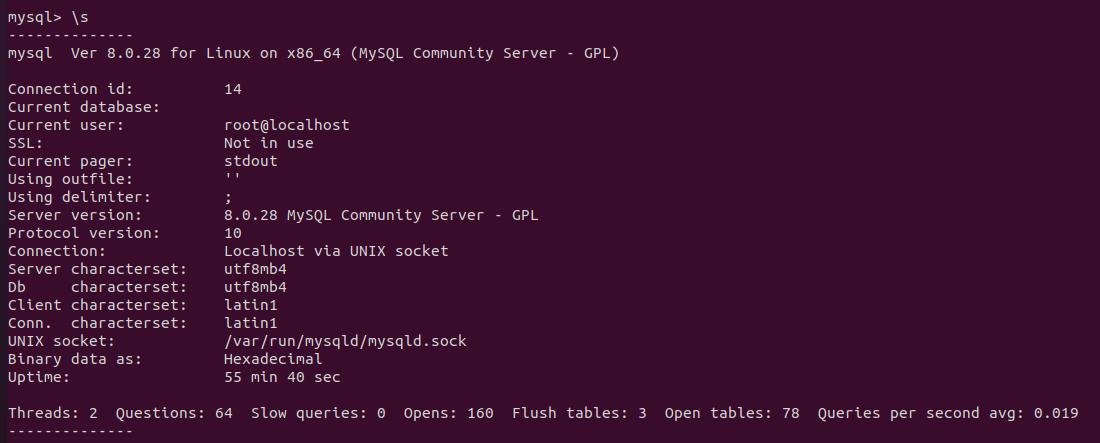 mysql> \s
--------------
mysql  Ver 8.0.28 for Linux on x86_64 (MySQL Community Server - GPL)

Connection id:          14
Current database:
Current user:           root@localhost
SSL:                    Not in use
Current pager:          stdout
Using outfile:          ''
Using delimiter:        ;
Server version:         8.0.28 MySQL Community Server - GPL
Protocol version:       10
Connection:             Localhost via UNIX socket
Server characterset:    utf8mb4
Db     characterset:    utf8mb4
Client characterset:    latin1
Conn.  characterset:    latin1
UNIX socket:            /var/run/mysqld/mysqld.sock
Binary data as:         Hexadecimal
Uptime:                 55 min 40 sec

Threads: 2  Questions: 64  Slow queries: 0  Opens: 160  Flush tables: 3  Open tables: 78  Queries per second avg: 0.019
--------------